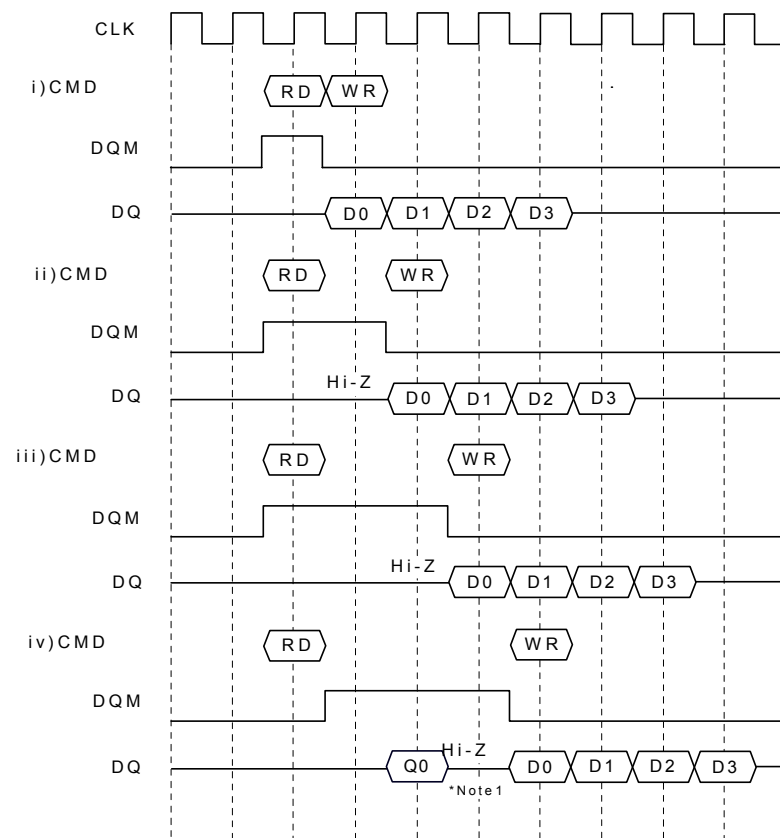 CLK
i)CMD RD WR
DQM
DQ D0 D1 D2 D3
ii)CMD RD WR
DQM
Hi-Z
DQ D0 D1 D2 D3
iii)CMD RD WR
DQM
Hi-Z
DQ D0 D1 D2 D3
iv)CMD RD WR
DQM
Hi-Z
DQ Q0 D0 D1 D2 D3
*Note1